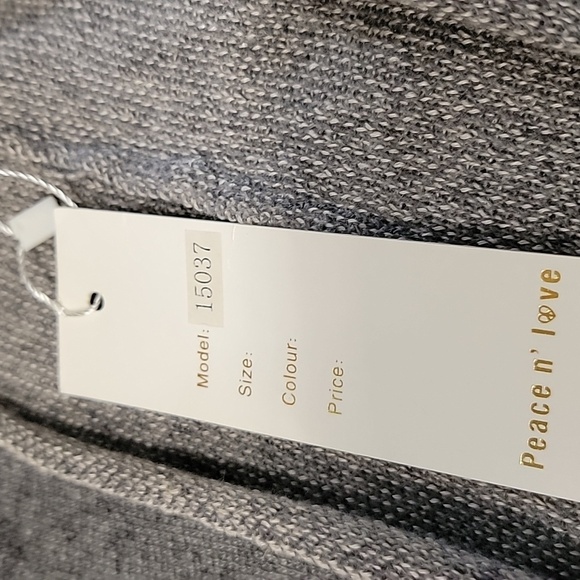 Model: 15037
Size:
Colour:
Price:
Peace n' love